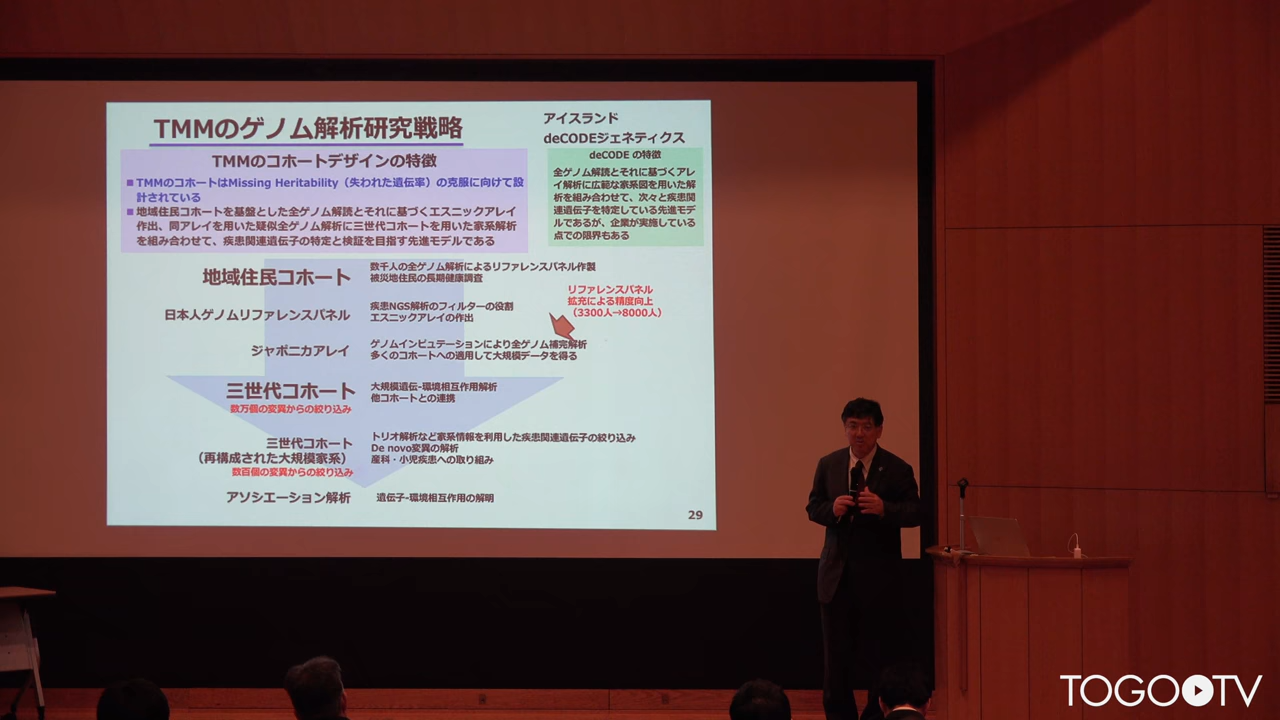 TMMのゲノム解析研究戦略
アイスランド
deCODEジェネティクス
TMMのコホートデザインの特徴
■TMMのコホートはMissing Heritability（失われた遺伝率）の克服に向けて設
計されている
■地域住民コホートを基盤とした全ゲノム解読とそれに基づくエスニックアレイ
作出、同アレイを用いた疑似全ゲノム解析に三世代コホートを用いた家系解析
を組み合わせて、疾患関連遺伝子の特定と検証を目指す先進モデルである
deCODE の特徴
全ゲノム解読とそれに基づくアレ
イ解析に広範な家系図を用いた解
析を組み合わせて、次々と疾患関
連遺伝子を特定している先進モデ
ルであるが、企業が実施している
点での限界もある
地域住民コホート
数千人の全ゲノム解析によるリファレンスパネル作製
被災地住民の長期健康調査
リファレンスパネル
拡充による精度向上
（3300人→8000人）
日本人ゲノムリファレンスパネル
疾患NGS解析のフィルターの役割
エスニックアレイの作出
ジャポニカアレイ
ゲノムインピュテーションにより全ゲノム補完解析
多くのコホートへの適用して大規模データを得る
三世代コホート
数万個の変異からの絞り込み
大規模遺伝-環境相互作用解析
他コホートとの連携
三世代コホート
（再構成された大規模家系）
数百個の変異からの絞り込み
トリオ解析など家系情報を利用した疾患関連遺伝子の絞り込み
De novo変異の解析
産科・小児疾患への取り組み
アソシエーション解析
遺伝子-環境相互作用の解明
29
TOGOTV